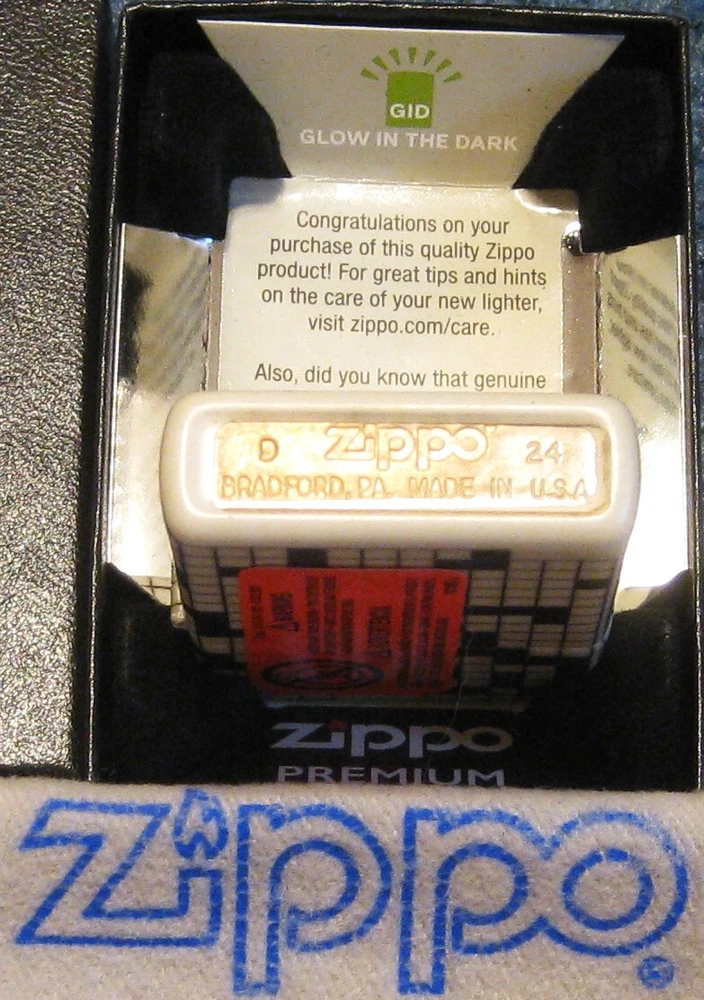 GID
GLOW IN THE DARK
Congratulations on your
purchase of this quality Zippo
product! For great tips and hints
on the care of your new lighter,
visit zippo.com/care.
Also, did you know that genuine
D Zippo 24
BRADFORD, PA. MADE IN U.S.A
Zippo
PREMIUM
Zippo®